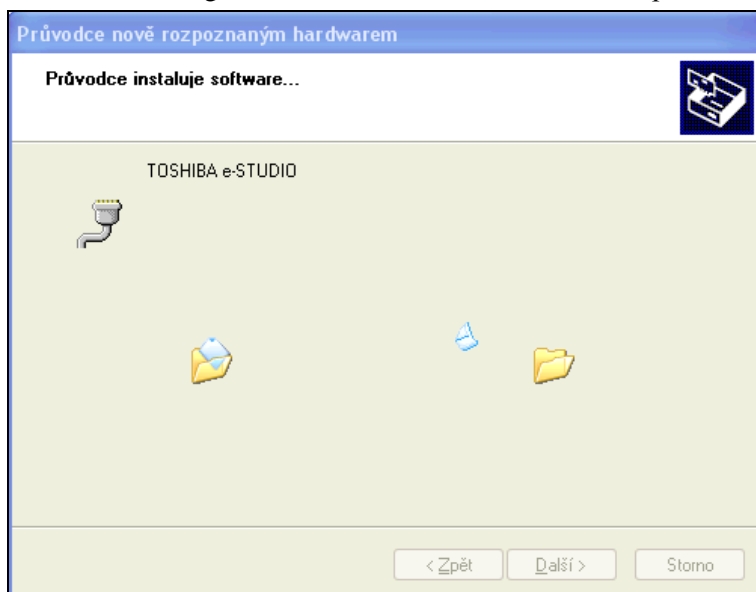 Průvodce nově rozpoznaným hardwarem
Průvodce instaluje software...
TOSHIBA e-STUDIO
< Zpět
Další >
Storno